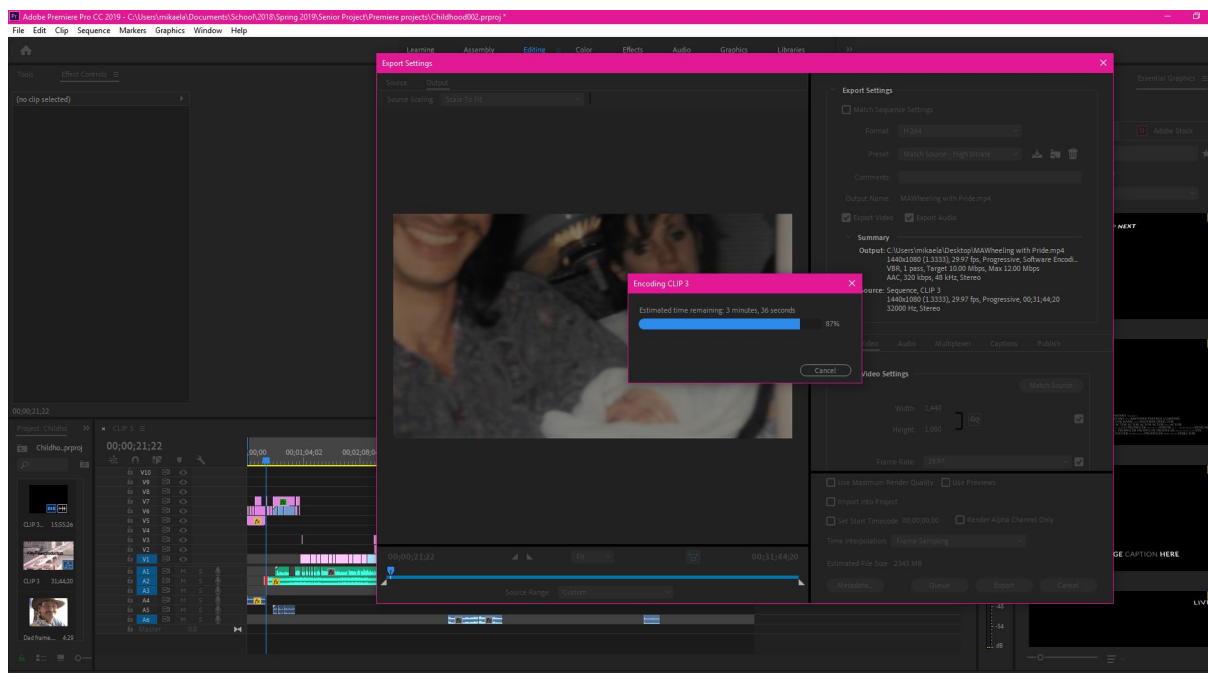 Adobe Premiere Pro CC 2019 - C:\Users\mikaela\Documents\School\2018\Spring 2019\Senior Project\Premiere projects\Childhood002.prproj *
File Edit Clip Sequence Markers Graphics Window Help
Learning Assembly Editing Color Effects Audio Graphics Libraries
Export Settings
Tools Effect Controls
(no clip selected)
Source Output
Source Scaling: Scale To Fit
Essential Graphics
Adobe Stock
Export Settings
Match Sequence Settings
Format: H.264
Preset: Match Source - High bitrate
Comments:
Output Name: MAWheeling with Pride.mp4
Export Video Export Audio
Summary
Output: C:\Users\mikaela\Desktop\MAWheeling with Pride.mp4
1440x1080 (1.3333), 29.97 fps, Progressive, Software Encodi...
VBR, 1 pass, Target 10.00 Mbps, Max 12.00 Mbps
AAC, 320 kbps, 48 kHz, Stereo
Source: Sequence, CLIP 3
1440x1080 (1.3333), 29.97 fps, Progressive, 00;31;44;20
32000 Hz, Stereo
NEXT
Encoding CLIP 3
Estimated time remaining: 3 minutes, 36 seconds
87%
Cancel
Video Audio Multiplexer Captions Publish
Video Settings
Match Source
Width: 1,440
Height: 1,080
Frame Rate: 29.97
Use Maximum Render Quality Use Previews
Import Into Project
Set Start Timecode 00;00;00;00 Render Alpha Channel Only
Time Interpolation: Frame Sampling
Estimated File Size: 2343 MB
Metadata... Queue Export Cancel
00;00;21;22 Fit 00;31;44;20
Source Range: Custom
00;00;21;22
Project: Childho
Childho..prproj
CLIP 3... 15;55;26
CLIP 3 31;44;20
Dad frame... 4:29
CLIP 3
00;00;21;22
;00;00 00;01;04;02 00;02;08;0
V10
V9
V8
V7
V6
V5
V4
V3
V2
V1
A1 M S
A2 M S
A3 M S
A4 M S
A5 M S
A6 M S
Master 0.0
fx
-48
-54
dB
GE CAPTION HERE
LIV